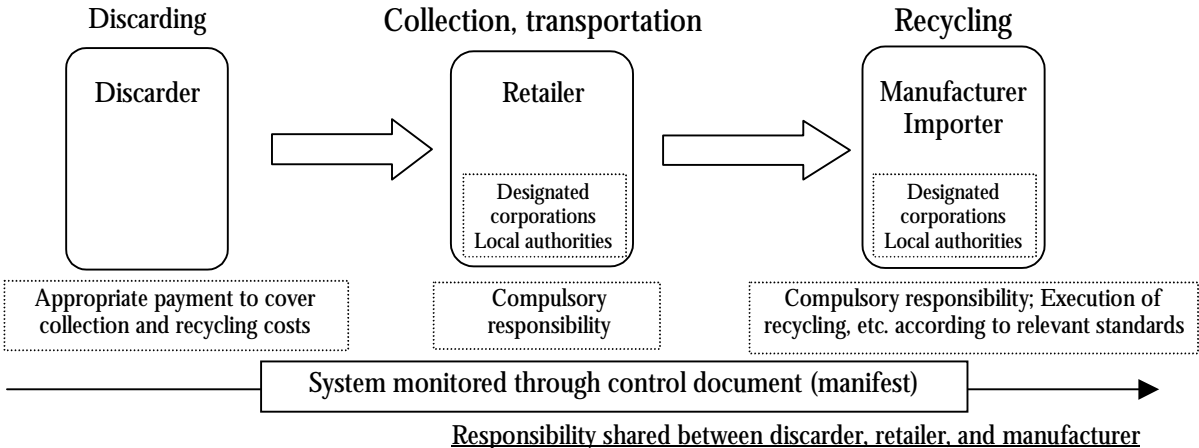 Discarding
Collection, transportation
Recycling
Discarder
Retailer
Manufacturer
Importer
Designated
corporations
Local authorities
Designated
corporations
Local authorities
Appropriate payment to cover
collection and recycling costs
Compulsory
responsibility
Compulsory responsibility; Execution of
recycling, etc. according to relevant standards
System monitored through control document (manifest)
Responsibility shared between discarder, retailer, and manufacturer